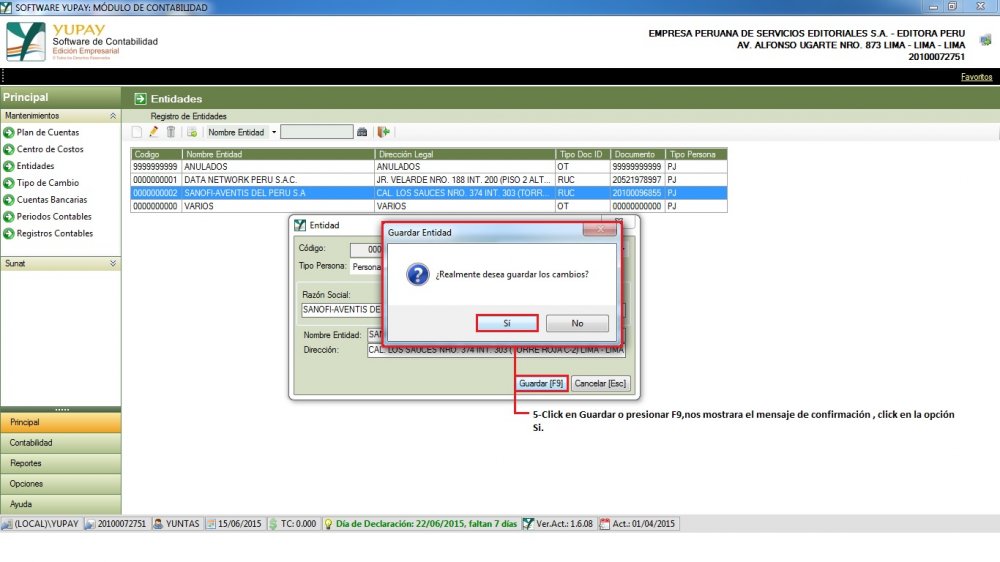 SOFTWARE YUPAY: MÓDULO DE CONTABILIDAD
YUPAY
Software de Contabilidad
Edición Empresarial
EMPRESA PERUANA DE SERVICIOS EDITORIALES S.A. - EDITORA PERU
AV. ALFONSO UGARTE NRO. 873 LIMA - LIMA - LIMA
20100072751
Favoritos
Principal
Mantenimientos
Plan de Cuentas
Centro de Costos
Entidades
Tipo de Cambio
Cuentas Bancarias
Periodos Contables
Registros Contables
Sunat
Principal
Contabilidad
Reportes
Opciones
Ayuda
Entidades
Registro de Entidades
Nombre Entidad
Codigo Nombre Entidad Dirección Legal Tipo Doc ID Documento Tipo Persona
9999999999 ANULADOS ANULADOS OT 99999999999 PJ
0000000001 DATA NETWORK PERU S.A.C. JR. VELARDE NRO. 188 INT. 200 (PISO 2 ALT... RUC 20521978997 PJ
0000000002 SANOFI-AVENTIS DEL PERU S.A CAL. LOS SAUCES NRO. 374 INT. 303 (TORR... RUC 20100096855 PJ
0000000000 VARIOS VARIOS OT 00000000000 PJ
Entidad
Código: 000
Tipo Persona: Persona
Razón Social:
SANOFI-AVENTIS DE
Nombre Entidad: SAN
Dirección: CAL. LOS SAUCES NRO. 374 INT. 303 (TORRE ROJA C-2) LIMA - LIMA
Guardar [F9] Cancelar [Esc]
Guardar Entidad
¿Realmente desea guardar los cambios?
Sí No
5-Click en Guardar o presionar F9,nos mostrara el mensaje de confirmación , click en la opción
Si.
(LOCAL)\YUPAY 20100072751 YUNTAS 15/06/2015 TC: 0.000 Día de Declaración: 22/06/2015, faltan 7 días Ver.Act.: 1.6.08 Act.: 01/04/2015